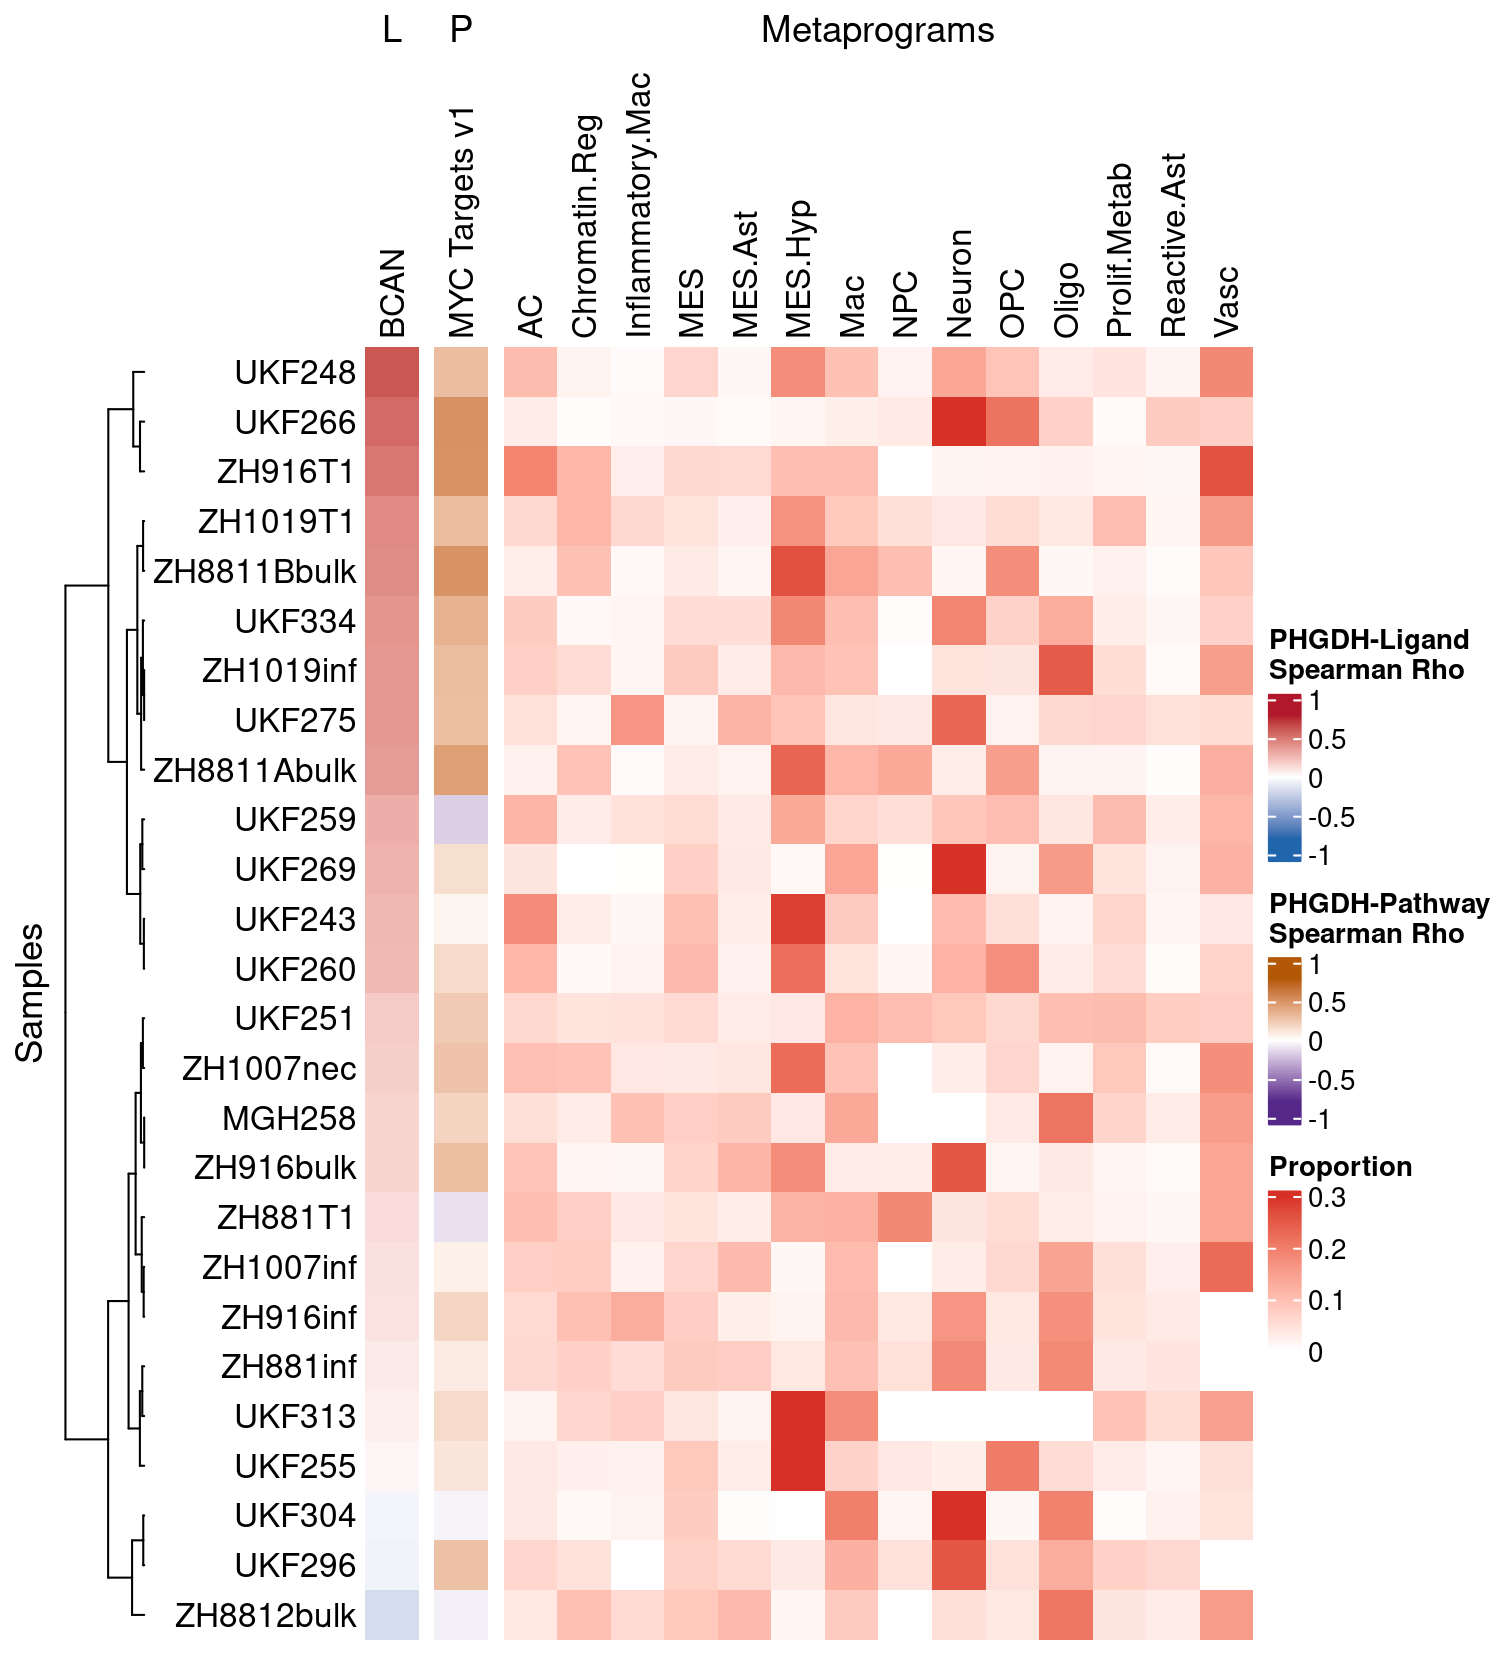 L P Metaprograms
BCAN
MYC Targets v1
AC
Chromatin.Reg
Inflammatory.Mac
MES
MES.Ast
MES.Hyp
Mac
NPC
Neuron
OPC
Oligo
Prolif.Metab
Reactive.Ast
Vasc
Samples
UKF248
UKF266
ZH916T1
ZH1019T1
ZH8811Bbulk
UKF334
ZH1019inf
UKF275
ZH8811Abulk
UKF259
UKF269
UKF243
UKF260
UKF251
ZH1007nec
MGH258
ZH916bulk
ZH881T1
ZH1007inf
ZH916inf
ZH881inf
UKF313
UKF255
UKF304
UKF296
ZH8812bulk
PHGDH-Ligand
Spearman Rho
1
0.5
0
-0.5
-1
PHGDH-Pathway
Spearman Rho
1
0.5
0
-0.5
-1
Proportion
0.3
0.2
0.1
0